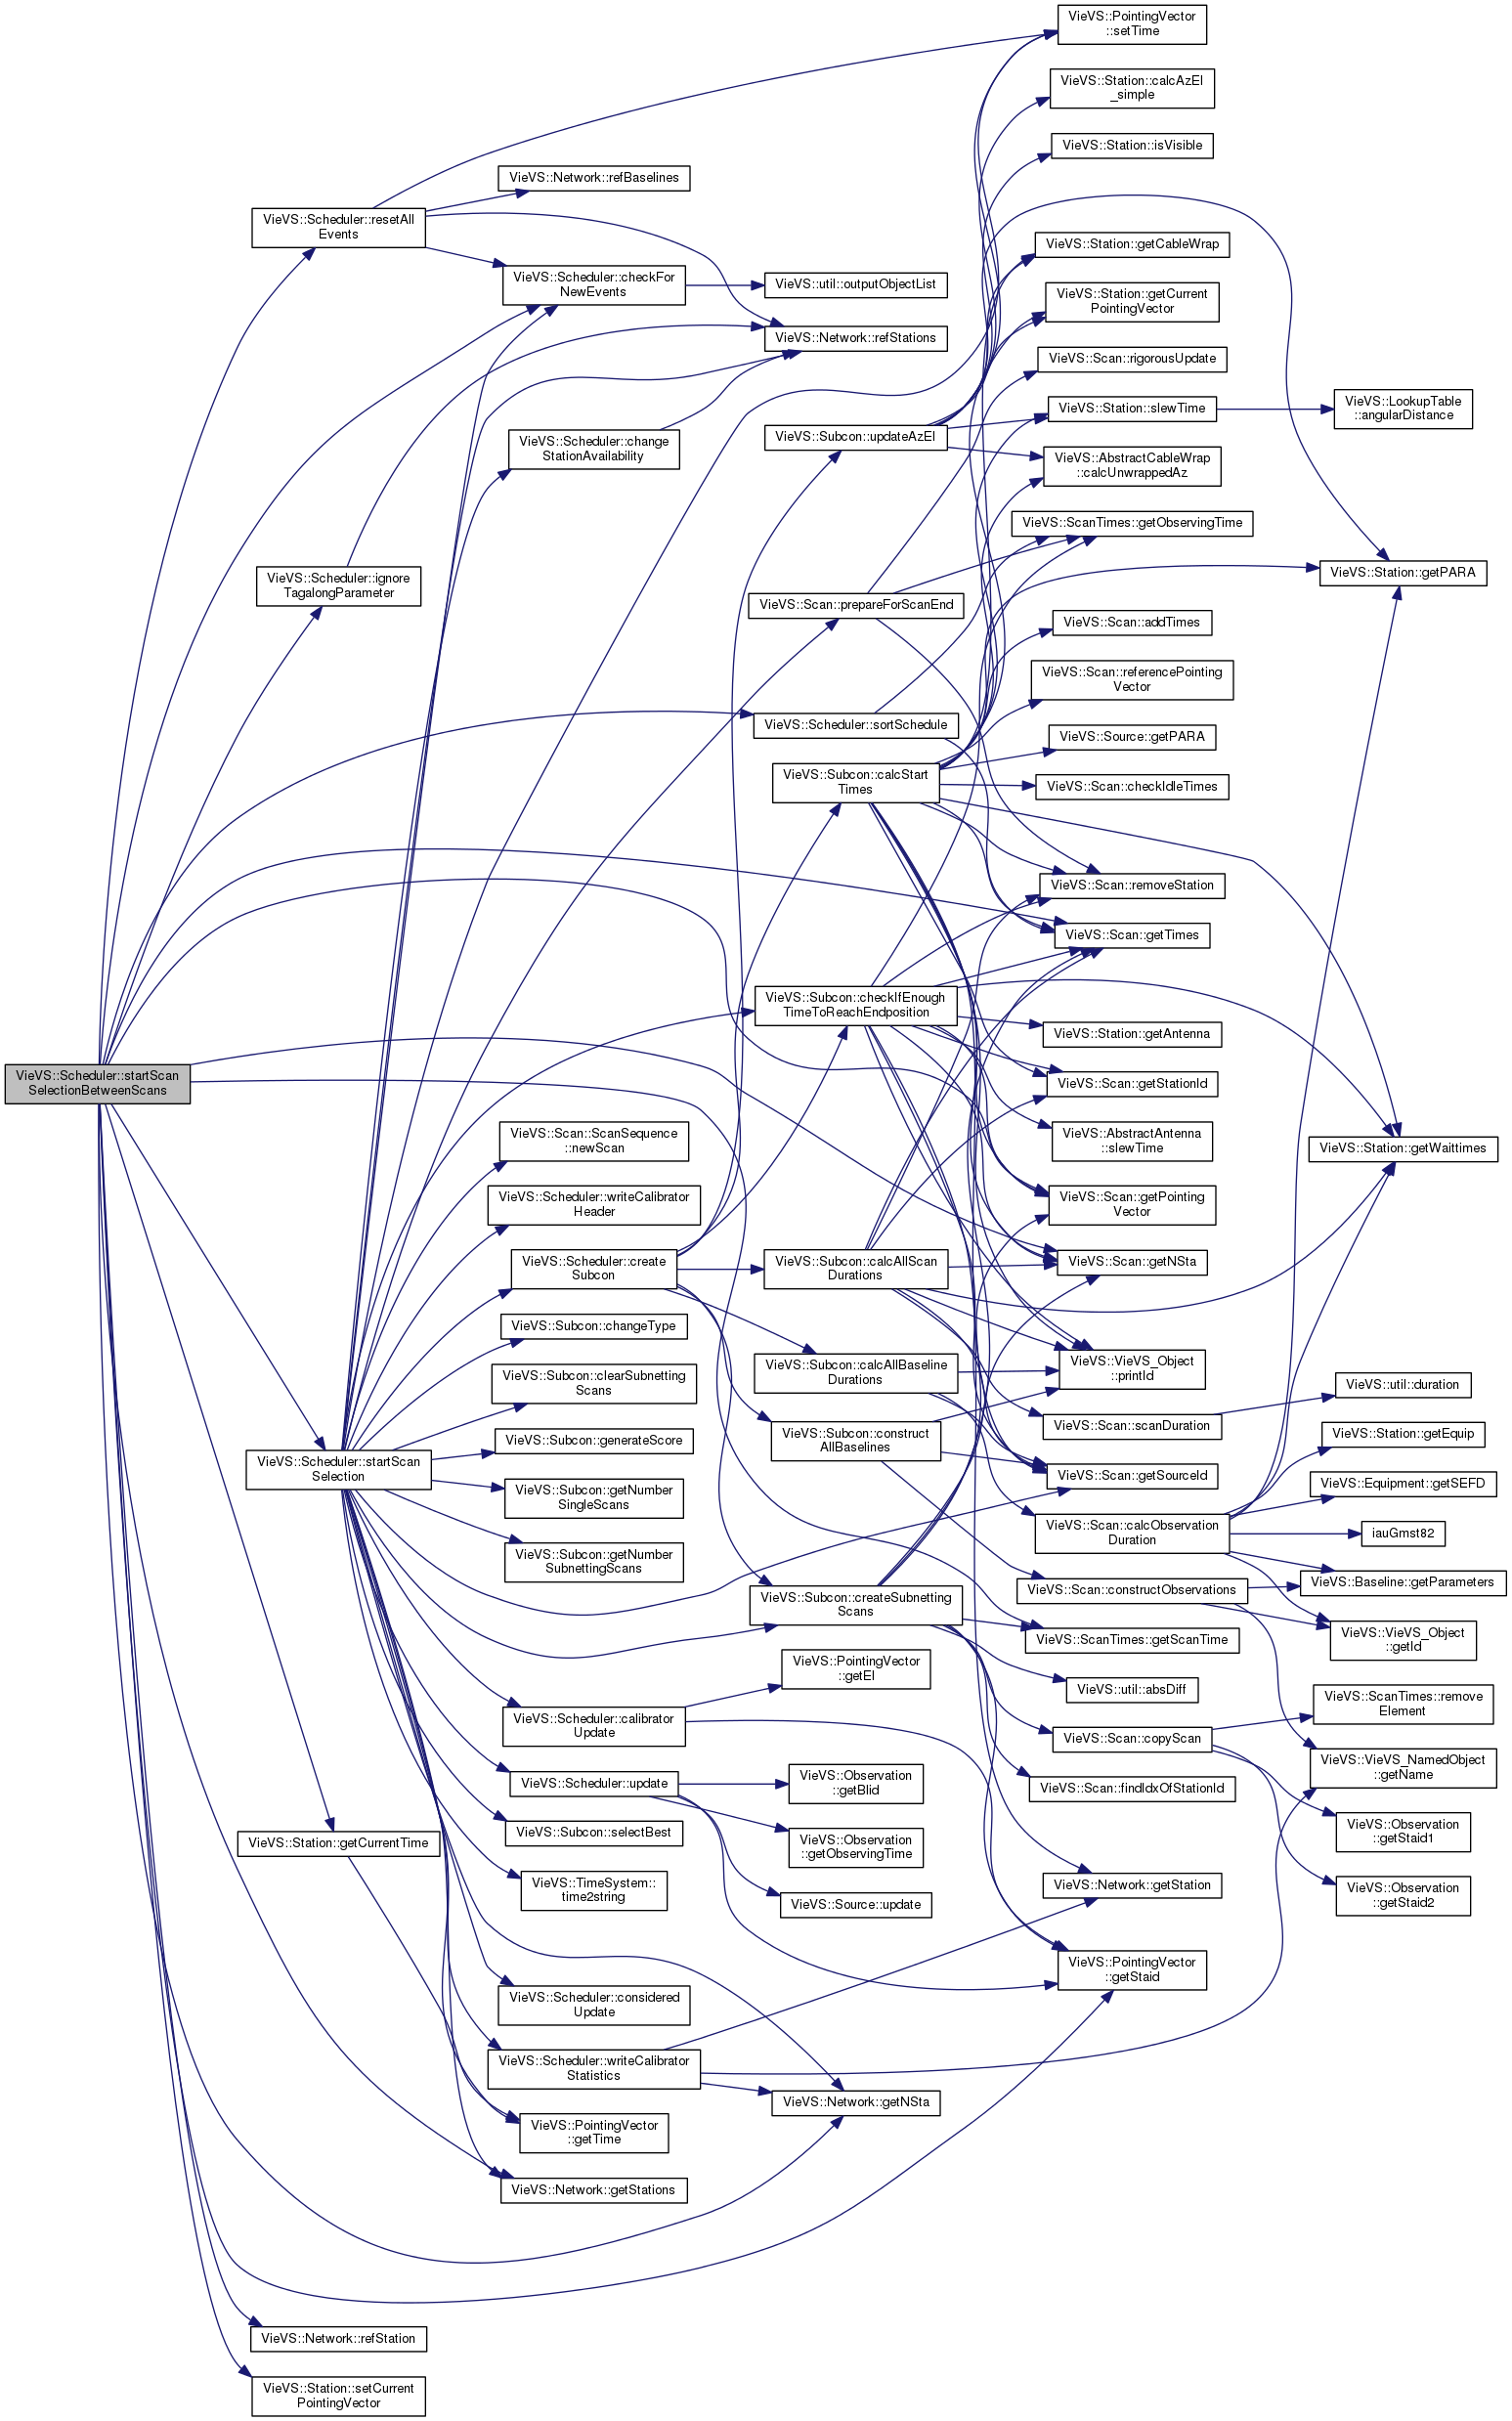 VieVS::PointingVector
::setTime
VieVS::Station::calcAzEl
_simple
VieVS::Station::isVisible
VieVS::Network::refBaselines
VieVS::Scheduler::resetAll
Events
VieVS::Station::getCableWrap
VieVS::Scheduler::checkFor
NewEvents
VieVS::util::outputObjectList
VieVS::Station::getCurrent
PointingVector
VieVS::Network::refStations
VieVS::Scan::rigorousUpdate
VieVS::Station::slewTime
VieVS::LookupTable
::angularDistance
VieVS::Subcon::updateAzEl
VieVS::Scheduler::change
StationAvailability
VieVS::AbstractCableWrap
::calcUnwrappedAz
VieVS::ScanTimes::getObservingTime
VieVS::Station::getPARA
VieVS::Scheduler::ignore
TagalongParameter
VieVS::Scan::prepareForScanEnd
VieVS::Scan::addTimes
VieVS::Scan::referencePointing
Vector
VieVS::Scheduler::sortSchedule
VieVS::Source::getPARA
VieVS::Subcon::calcStart
Times
VieVS::Scan::checkIdleTimes
VieVS::Scan::removeStation
VieVS::Scan::getTimes
VieVS::Subcon::checkIfEnough
TimeToReachEndposition
VieVS::Station::getAntenna
VieVS::Scheduler::startScan
SelectionBetweenScans
VieVS::Scan::getStationId
VieVS::Scan::ScanSequence
::newScan
VieVS::AbstractAntenna
::slewTime
VieVS::Station::getWaittimes
VieVS::Scheduler::writeCalibrator
Header
VieVS::Scan::getPointing
Vector
VieVS::Scheduler::create
Subcon
VieVS::Subcon::calcAllScan
Durations
VieVS::Scan::getNSta
VieVS::Subcon::changeType
VieVS::Subcon::calcAllBaseline
Durations
VieVS::VieVS_Object
::printId
VieVS::Subcon::clearSubnetting
Scans
VieVS::util::duration
VieVS::Scan::scanDuration
VieVS::Subcon::generateScore
VieVS::Subcon::construct
AllBaselines
VieVS::Station::getEquip
VieVS::Scheduler::startScan
Selection
VieVS::Scan::getSourceId
VieVS::Equipment::getSEFD
VieVS::Subcon::getNumber
SingleScans
VieVS::Scan::calcObservation
Duration
iauGmst82
VieVS::Subcon::getNumber
SubnettingScans
VieVS::Baseline::getParameters
VieVS::Scan::constructObservations
VieVS::Subcon::createSubnetting
Scans
VieVS::VieVS_Object
::getId
VieVS::ScanTimes::getScanTime
VieVS::PointingVector
::getEl
VieVS::util::absDiff
VieVS::ScanTimes::remove
Element
VieVS::Scheduler::calibrator
Update
VieVS::Scan::copyScan
VieVS::VieVS_NamedObject
::getName
VieVS::Scheduler::update
VieVS::Observation
::getBlid
VieVS::Scan::findIdxOfStationId
VieVS::Subcon::selectBest
VieVS::Observation
::getStaid1
VieVS::Station::getCurrentTime
VieVS::Observation
::getObservingTime
VieVS::TimeSystem::
time2string
VieVS::Network::getStation
VieVS::Observation
::getStaid2
VieVS::Source::update
VieVS::PointingVector
::getStaid
VieVS::Scheduler::considered
Update
VieVS::Scheduler::writeCalibrator
Statistics
VieVS::Network::getNSta
VieVS::PointingVector
::getTime
VieVS::Network::getStations
VieVS::Network::refStation
VieVS::Station::setCurrent
PointingVector